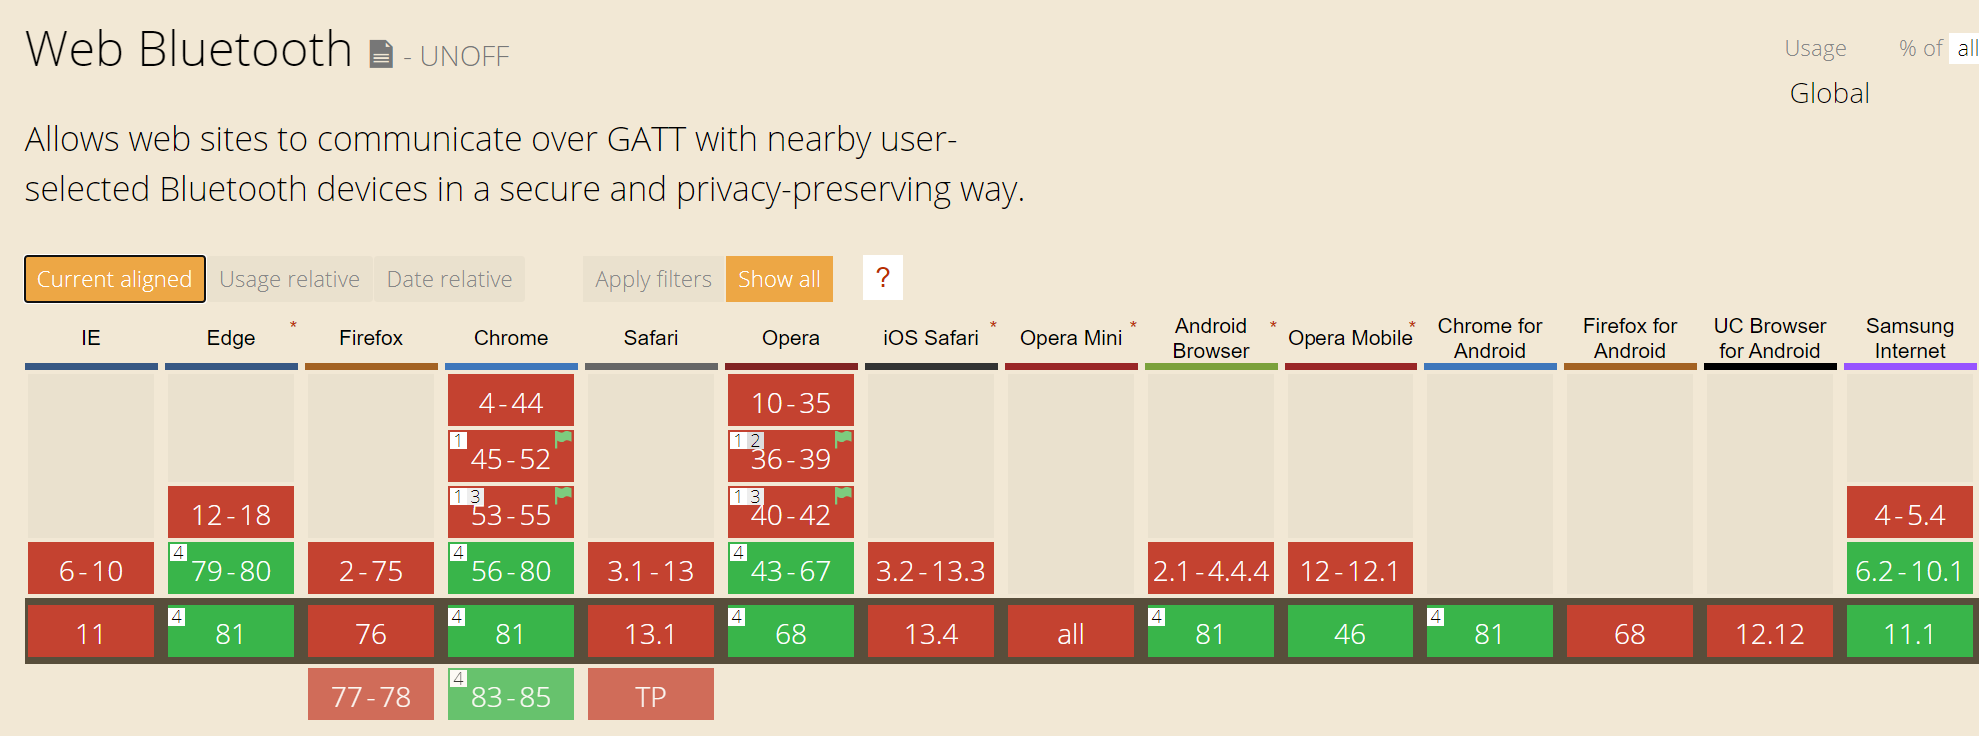 Web Bluetooth - UNOFF
Usage % of all
Global
Allows web sites to communicate over GATT with nearby user-
selected Bluetooth devices in a secure and privacy-preserving way.
Current aligned Usage relative Date relative Apply filters Show all ?
IE Edge * Firefox Chrome Safari Opera iOS Safari * Opera Mini * Android Browser * Opera Mobile * Chrome for Android Firefox for Android UC Browser for Android Samsung Internet
4-44 10-35
1 45-52 1 2 36-39
12-18 1 3 53-55 1 3 40-42 4-5.4
6-10 4 79-80 2-75 4 56-80 3.1-13 4 43-67 3.2-13.3 2.1-4.4.4 12-12.1 6.2-10.1
11 4 81 76 4 81 13.1 4 68 13.4 all 4 81 46 4 81 68 12.12 11.1
77-78 4 83-85 TP